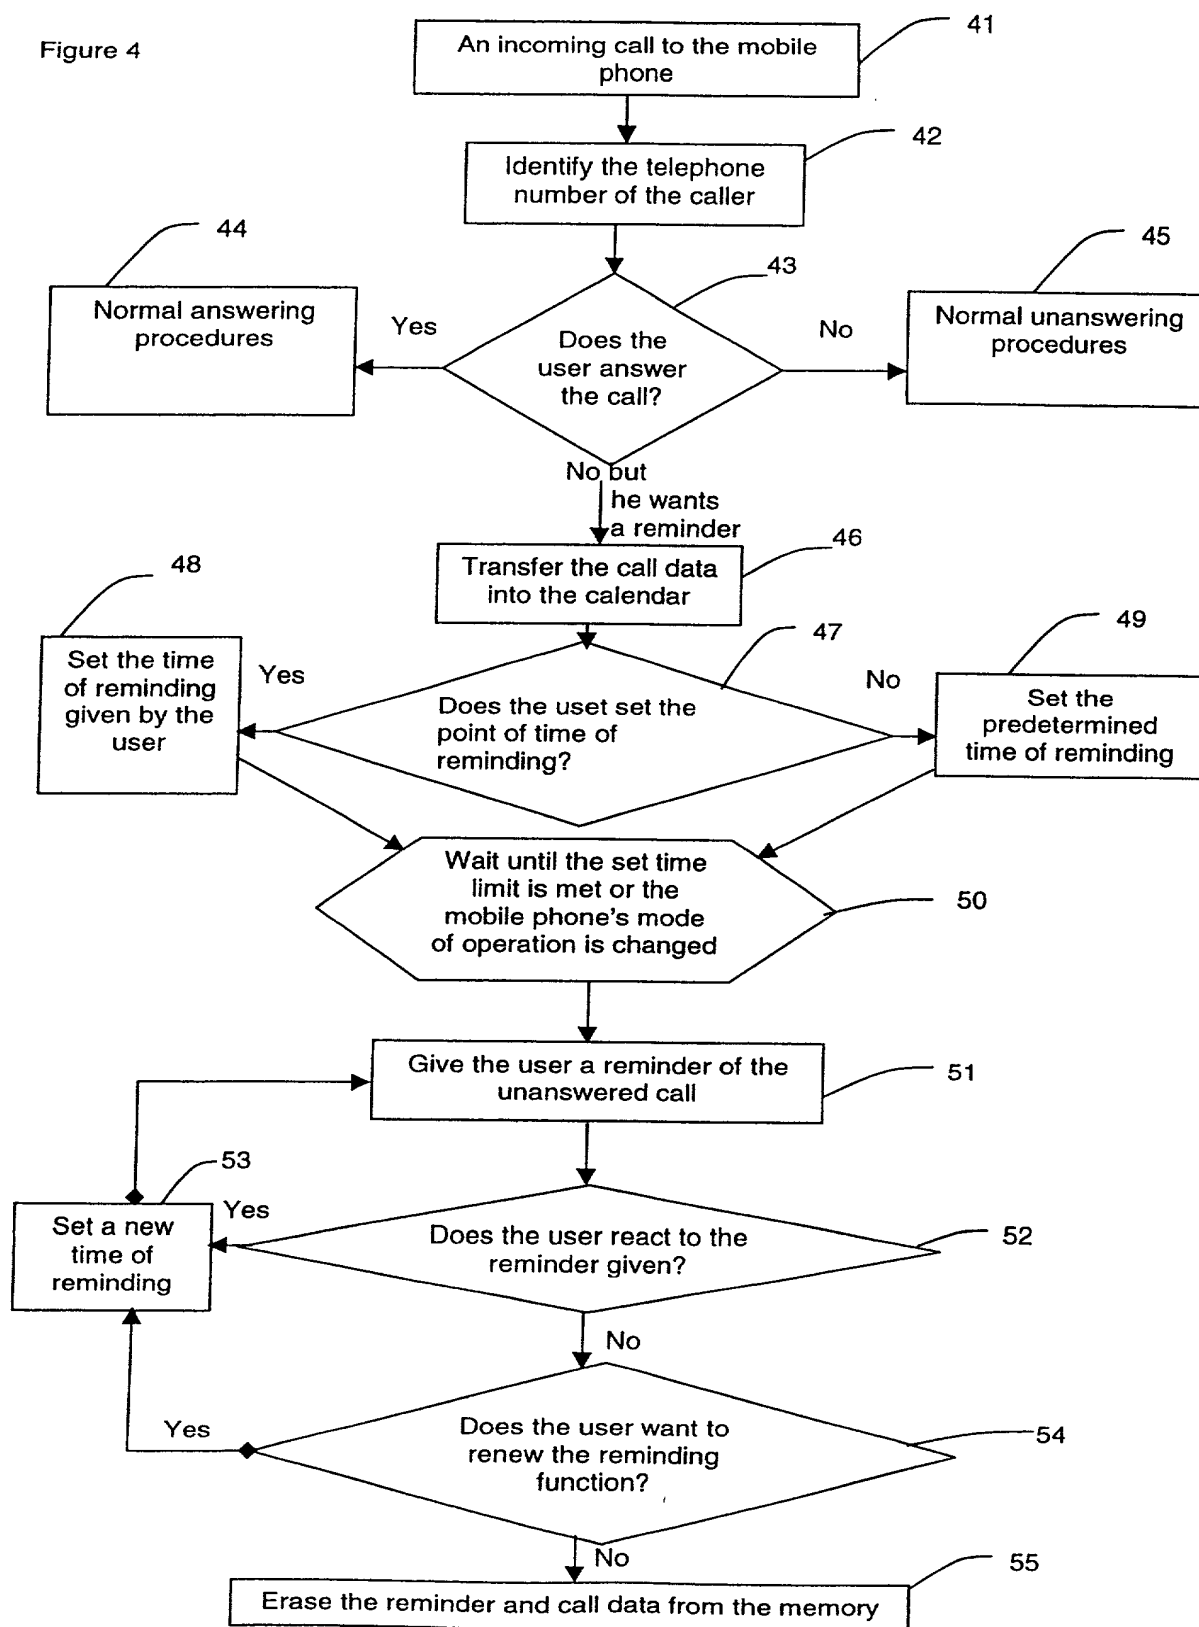 Figure 4
41
An incoming call to the mobile
phone
42
Identify the telephone
number of the caller
44
Normal answering
procedures
43
Yes
Does the
user answer
the call?
No
45
Normal unanswering
procedures
No but
he wants
a reminder
46
Transfer the call data
into the calendar
48
Set the time
of reminding
given by the
user
Yes
47
Does the uset set the
point of time of
reminding?
No
49
Set the
predetermined
time of reminding
Wait until the set time
limit is met or the
mobile phone's mode
of operation is changed
50
Give the user a reminder of the
unanswered call
51
53
Set a new
time of
reminding
Yes
Does the user react to the
reminder given?
52
No
Yes
Does the user want to
renew the reminding
function?
54
No
55
Erase the reminder and call data from the memory